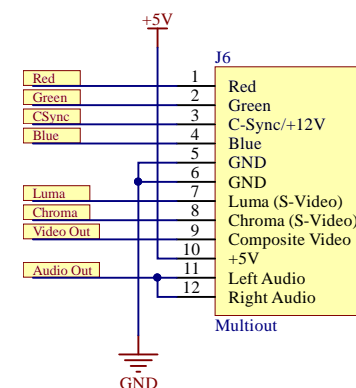 +5V
J6
Red 1 Red
Green 2 Green
CSync 3 C-Sync/+12V
Blue 4 Blue
5 GND
6 GND
Luma 7 Luma (S-Video)
Chroma 8 Chroma (S-Video)
Video Out 9 Composite Video
10 +5V
Audio Out 11 Left Audio
12 Right Audio
Multiout
GND